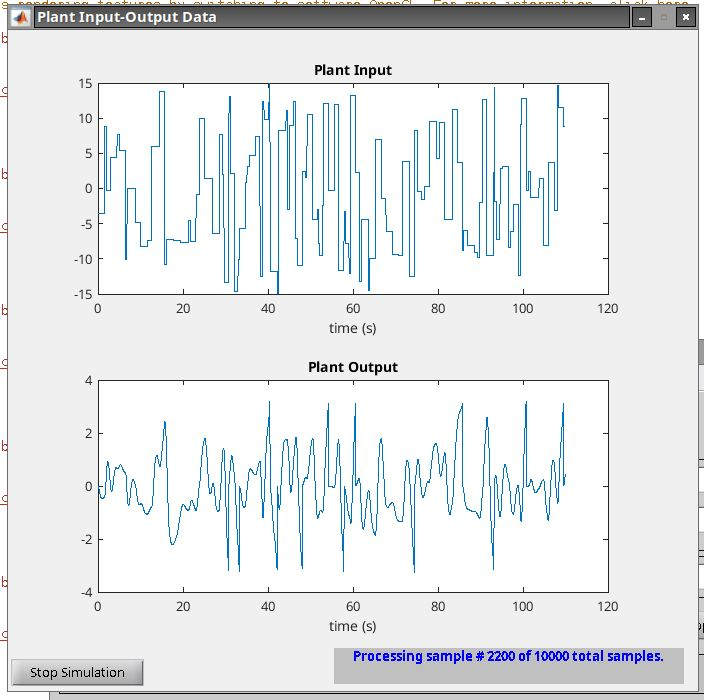 Plant Input-Output Data
Plant Input
15
10
5
0
-5
-10
-15
0 20 40 60 80 100 120
time (s)
Plant Output
4
2
0
-2
-4
0 20 40 60 80 100 120
time (s)
Processing sample # 2200 of 10000 total samples.
Stop Simulation